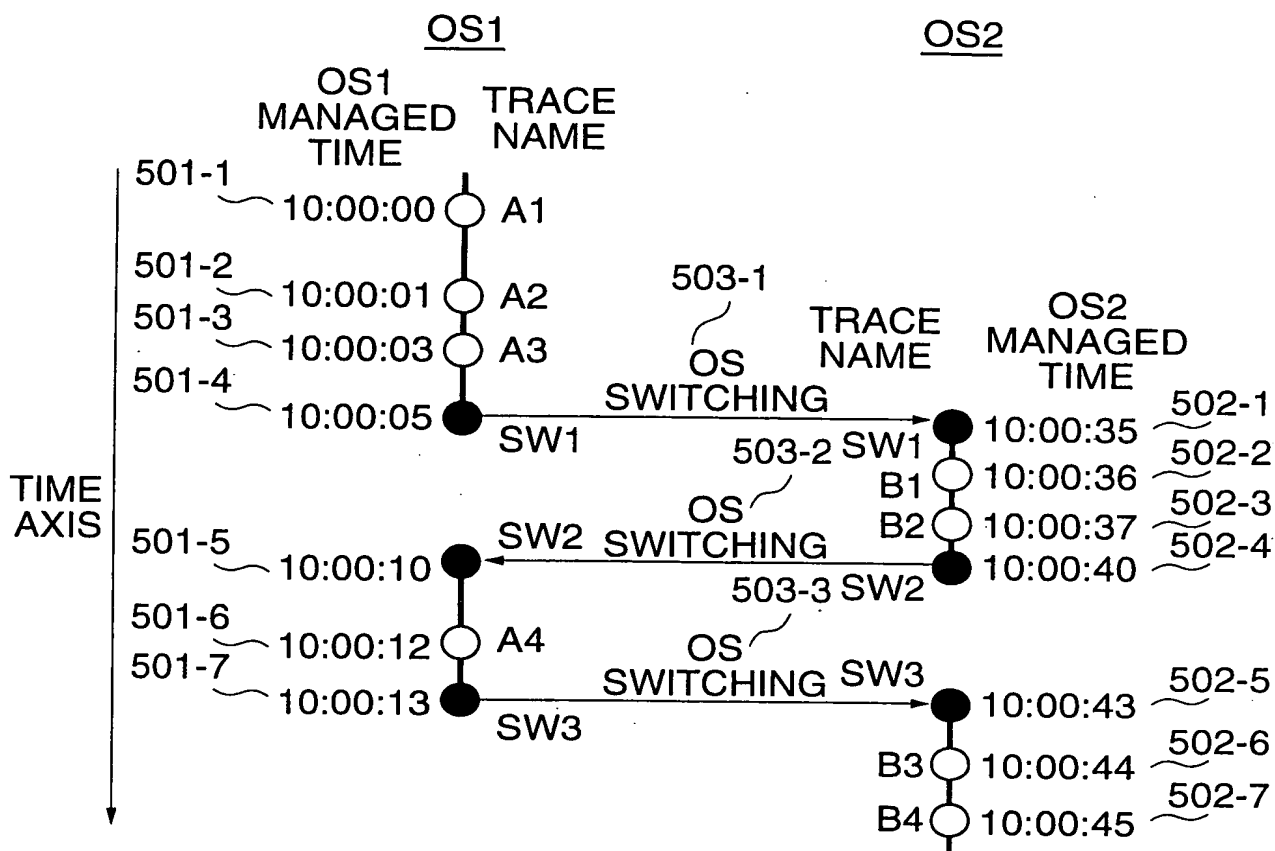 OS1
OS2
OS1
MANAGED
TIME
TRACE
NAME
501-1
10:00:00
A1
501-2
10:00:01
A2
503-1
501-3
10:00:03
A3
OS
SWITCHING
TRACE
NAME
OS2
MANAGED
TIME
501-4
10:00:05
SW1
SW1
10:00:35
502-1
503-2
B1
10:00:36
502-2
TIME
AXIS
OS
SWITCHING
B2
10:00:37
502-3
501-5
10:00:10
SW2
SW2
10:00:40
502-4
503-3
501-6
10:00:12
A4
OS
SWITCHING
501-7
10:00:13
SW3
SW3
10:00:43
502-5
B3
10:00:44
502-6
B4
10:00:45
502-7